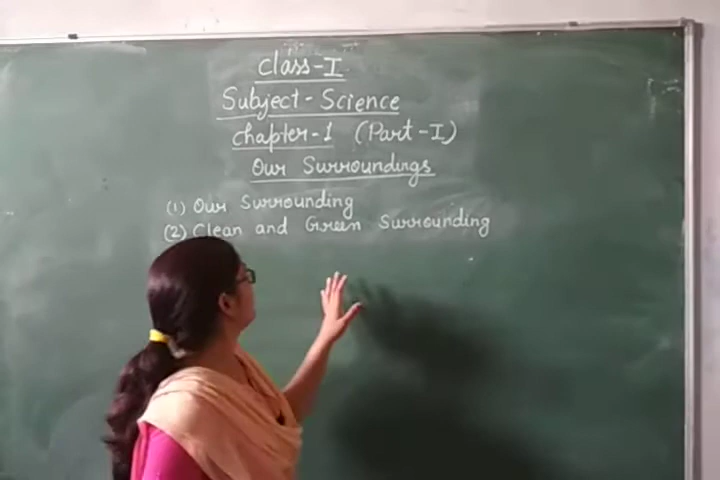 Class-I
Subject-Science
Chapter-1 (Part-I)
Our Surroundings
(1) Our Surrounding
(2) Clean and Green Surrounding